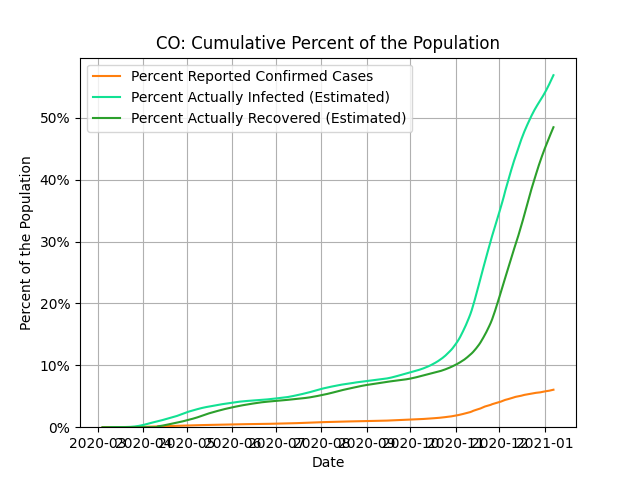 CO: Cumulative Percent of the Population
Percent Reported Confirmed Cases
Percent Actually Infected (Estimated)
Percent Actually Recovered (Estimated)
Percent of the Population
50%
40%
30%
20%
10%
0%
2020-03 2020-04 2020-05 2020-06 2020-07 2020-08 2020-09 2020-10 2020-11 2020-12 2021-01
Date